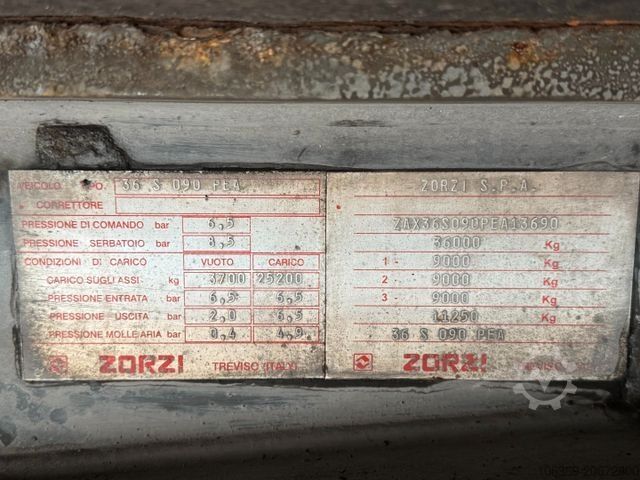 VEICOLO TIPO. 36 S 090 PEA
CORRETTORE
PRESSIONE DI COMANDO bar 6,5
PRESSIONE SERBATOIO bar 8,5
CONDIZIONI DI CARICO VUOTO CARICO
CARICO SUGLI ASSI kg 3700 25200
PRESSIONE ENTRATA bar 6,5 6,5
PRESSIONE USCITA bar 2,0 6,5
PRESSIONE MOLLE ARIA bar 0,4 4,9
ZORZI TREVISO (ITALY)
ZORZI S.P.A.
ZAX36S090PEA13690
36000 Kg
1 - 9000 Kg
2 - 9000 Kg
3 - 9000 Kg
11250 Kg
36 S 090 PEA
ZORZI